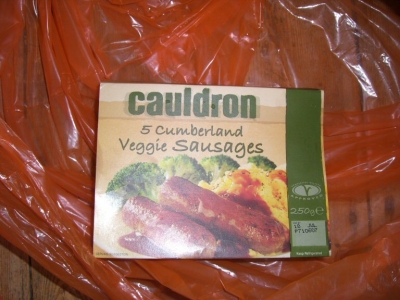 cauldron
5 Cumberland
Veggie Sausages
250g e